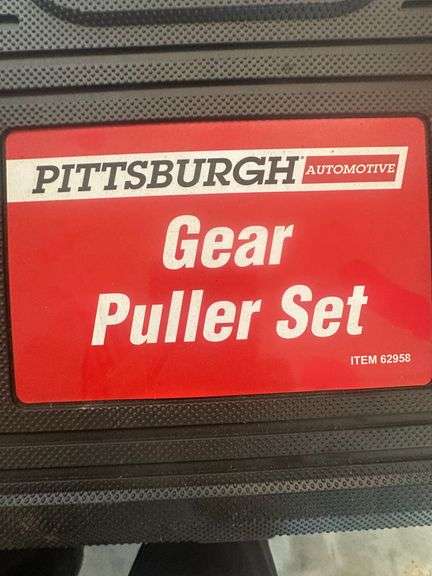 PITTSBURGH® AUTOMOTIVE
Gear
Puller Set
ITEM 62958